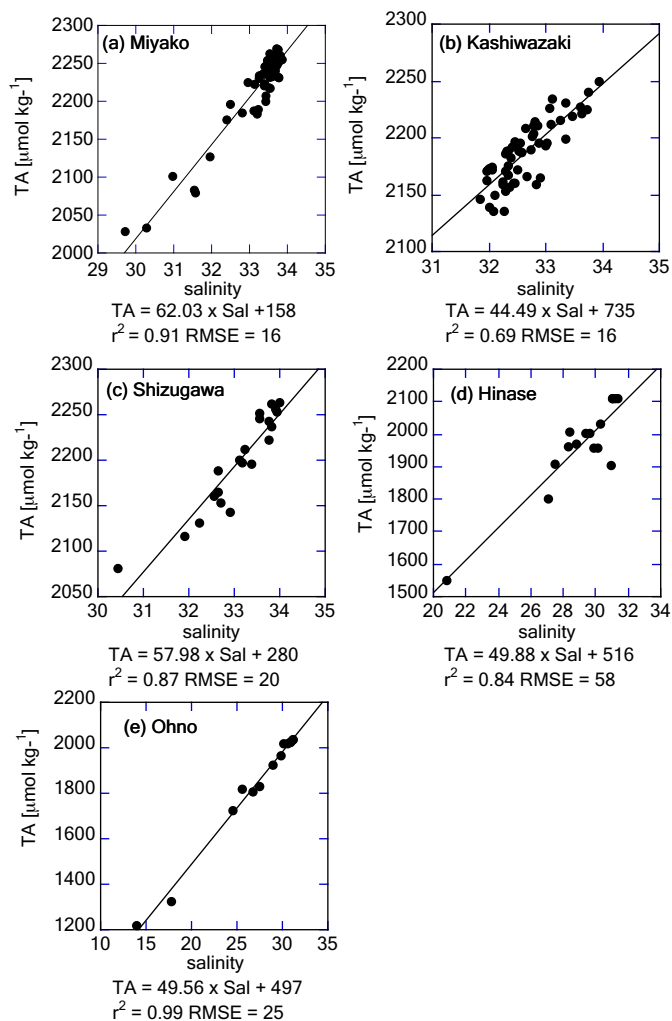 (a) Miyako
TA [μmol kg-1]
2300
2250
2200
2150
2100
2050
2000
29 30 31 32 33 34 35
salinity
TA = 62.03 x Sal +158
r² = 0.91 RMSE = 16
(b) Kashiwazaki
TA [μmol kg-1]
2300
2250
2200
2150
2100
31 32 33 34 35
salinity
TA = 44.49 x Sal + 735
r² = 0.69 RMSE = 16
(c) Shizugawa
TA [μmol kg-1]
2300
2250
2200
2150
2100
2050
30 31 32 33 34 35
salinity
TA = 57.98 x Sal + 280
r² = 0.87 RMSE = 20
(d) Hinase
TA [μmol kg-1]
2200
2100
2000
1900
1800
1700
1600
1500
20 22 24 26 28 30 32 34
salinity
TA = 49.88 x Sal + 516
r² = 0.84 RMSE = 58
(e) Ohno
TA [μmol kg-1]
2200
2000
1800
1600
1400
1200
10 15 20 25 30 35
salinity
TA = 49.56 x Sal + 497
r² = 0.99 RMSE = 25